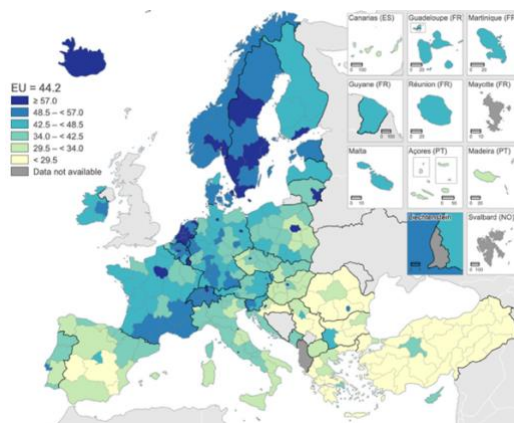 EU = 44.2
≥ 57.0
48.5 – < 57.0
42.5 – < 48.5
34.0 – < 42.5
29.5 – < 34.0
< 29.5
Data not available
Canarias (ES)
Guadeloupe (FR)
Martinique (FR
Guyane (FR)
Réunion (FR)
Mayotte (FR)
Malta
Açores (PT)
Madeira (PT)
Liechtenstein
Svalbard (NO)